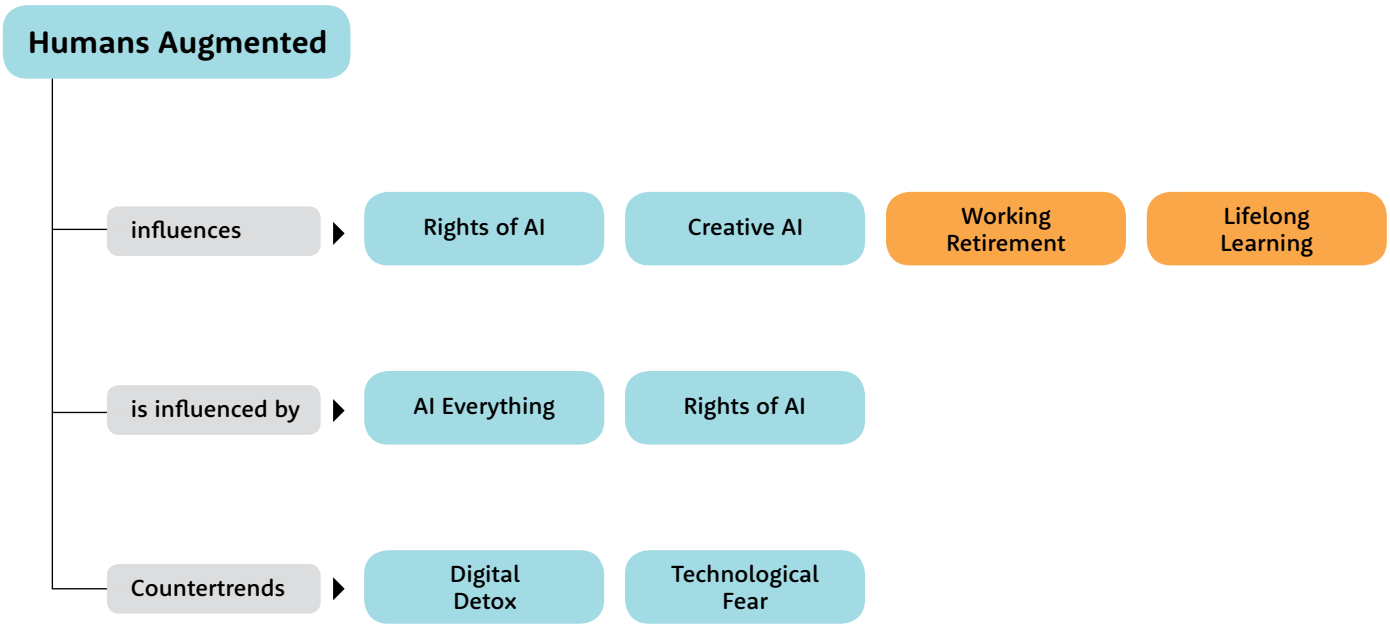 Humans Augmented
influences
Rights of AI
Creative AI
Working
Retirement
Lifelong
Learning
is influenced by
AI Everything
Rights of AI
Countertrends
Digital
Detox
Technological
Fear